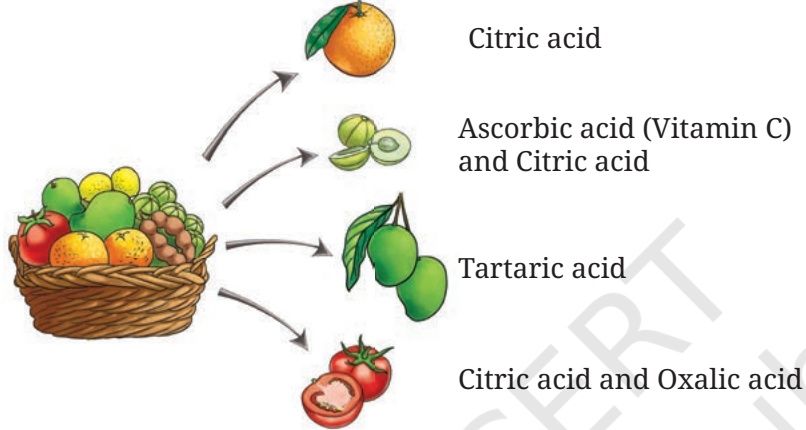 Citric acid
Ascorbic acid (Vitamin C)
and Citric acid
Tartaric acid
Citric acid and Oxalic acid